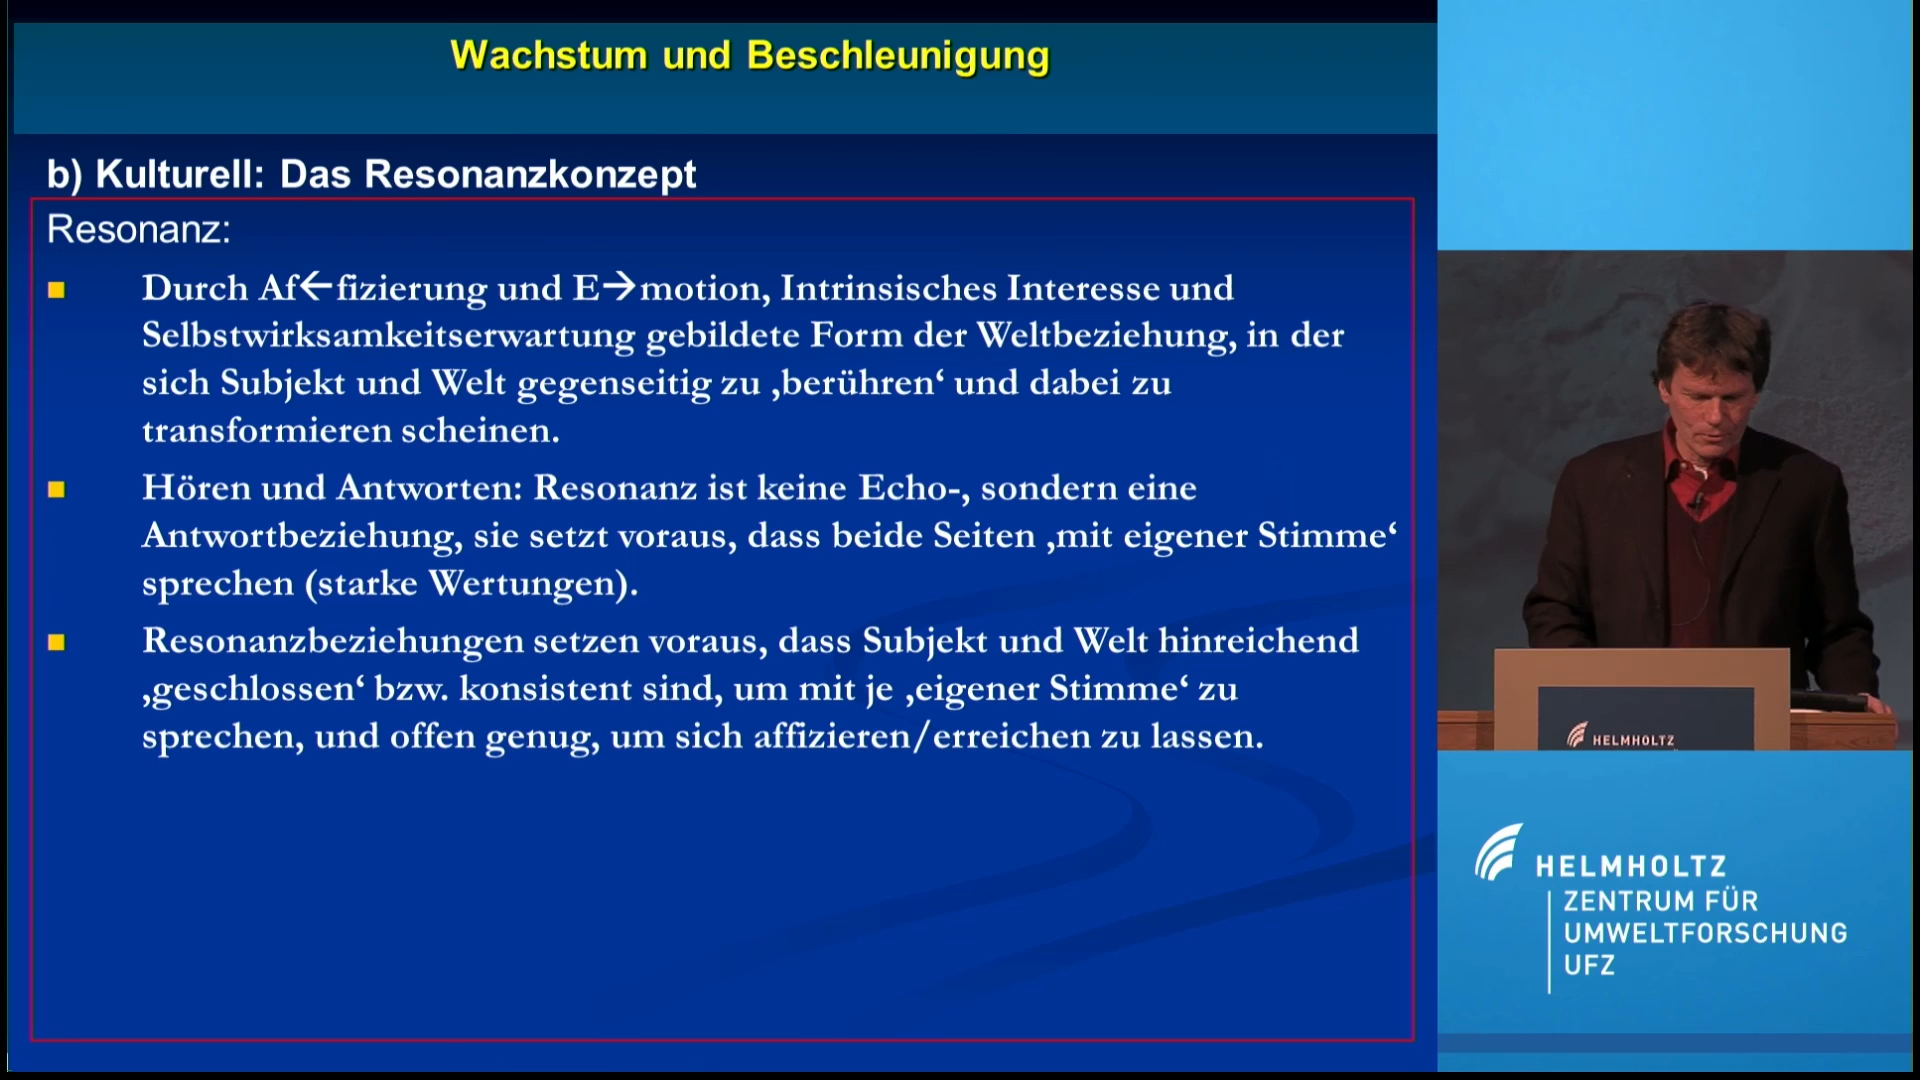 Wachstum und Beschleunigung
b) Kulturell: Das Resonanzkonzept
Resonanz:
■ Durch Af←fizierung und E→motion, Intrinsisches Interesse und
Selbstwirksamkeitserwartung gebildete Form der Weltbeziehung, in der
sich Subjekt und Welt gegenseitig zu ‚berühren‘ und dabei zu
transformieren scheinen.
■ Hören und Antworten: Resonanz ist keine Echo-, sondern eine
Antwortbeziehung, sie setzt voraus, dass beide Seiten ‚mit eigener Stimme‘
sprechen (starke Wertungen).
■ Resonanzbeziehungen setzen voraus, dass Subjekt und Welt hinreichend
‚geschlossen‘ bzw. konsistent sind, um mit je ‚eigener Stimme‘ zu
sprechen, und offen genug, um sich affizieren/erreichen zu lassen.
HELMHOLTZ
HELMHOLTZ
ZENTRUM FÜR
UMWELTFORSCHUNG
UFZ